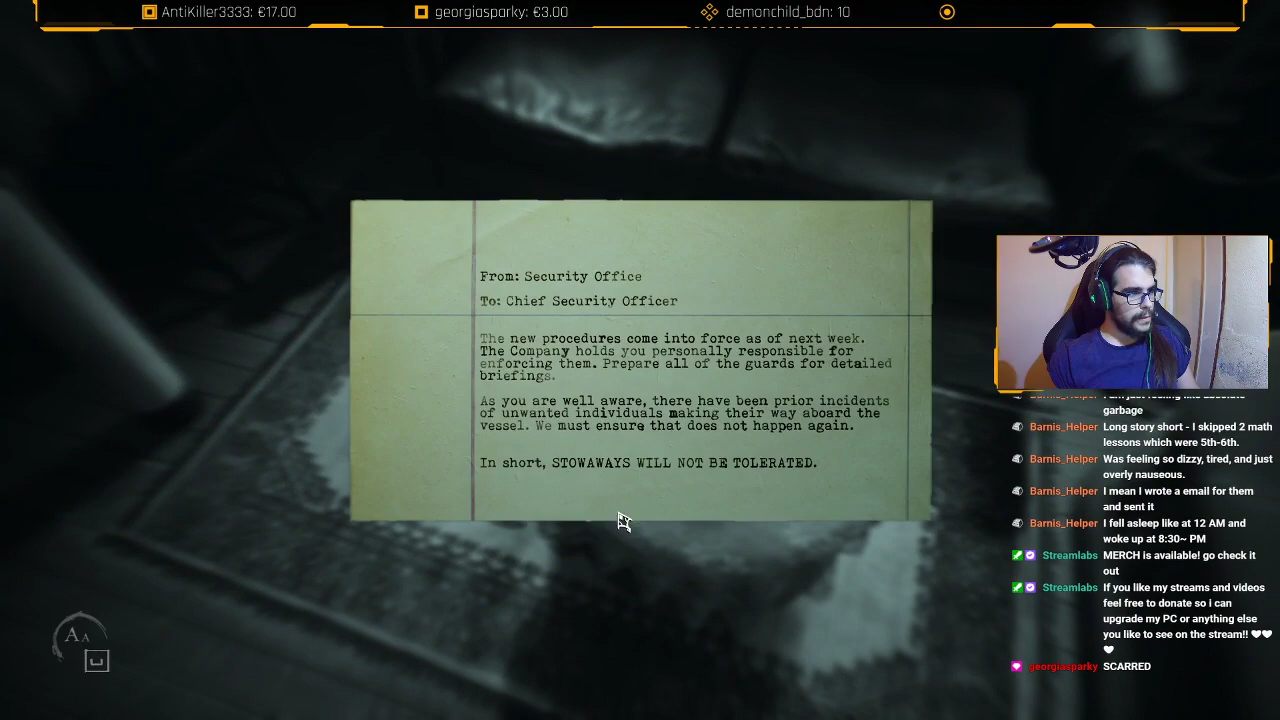 AntiKiller3333: €17.00
georgiasparky: €3.00
demonchild_bdn: 10
From: Security Office
To: Chief Security Officer
The new procedures come into force as of next week.
The Company holds you personally responsible for
enforcing them. Prepare all of the guards for detailed
briefings.
As you are well aware, there have been prior incidents
of unwanted individuals making their way aboard the
vessel. We must ensure that does not happen again.
In short, STOWAWAYS WILL NOT BE TOLERATED.
A A
Barnis_Helper I am just feeling like absolute
garbage
Barnis_Helper Long story short - I skipped 2 math
lessons which were 5th-6th.
Barnis_Helper Was feeling so dizzy, tired, and just
overly nauseous.
Barnis_Helper I mean I wrote a email for them
and sent it
Barnis_Helper I fell asleep like at 12 AM and
woke up at 8:30~ PM
Streamlabs MERCH is available! go check it
out
Streamlabs If you like my streams and videos
feel free to donate so i can
upgrade my PC or anything else
you like to see on the stream!! ❤❤
❤
georgiasparky SCARRED